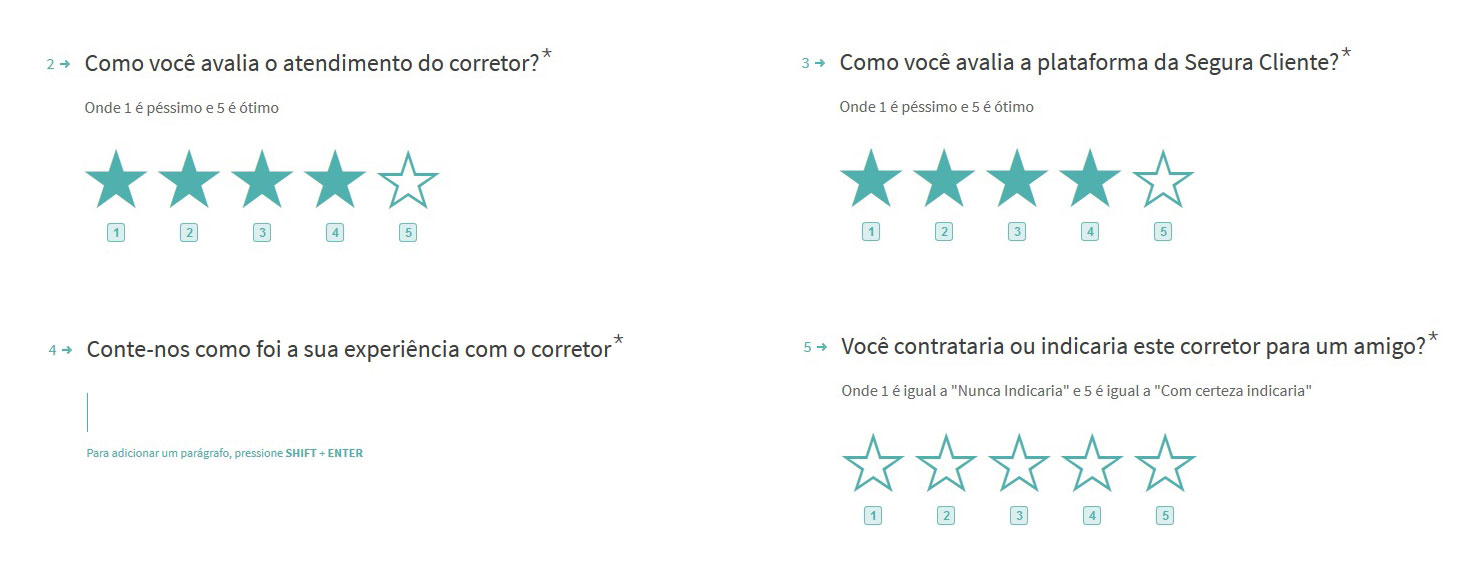 2 → Como você avalia o atendimento do corretor?*
Onde 1 é péssimo e 5 é ótimo
1 2 3 4 5
3 → Como você avalia a plataforma da Segura Cliente?*
Onde 1 é péssimo e 5 é ótimo
1 2 3 4 5
4 → Conte-nos como foi a sua experiência com o corretor*
Para adicionar um parágrafo, pressione SHIFT + ENTER
5 → Você contrataria ou indicaria este corretor para um amigo?*
Onde 1 é igual a "Nunca Indicaria" e 5 é igual a "Com certeza indicaria"
1 2 3 4 5